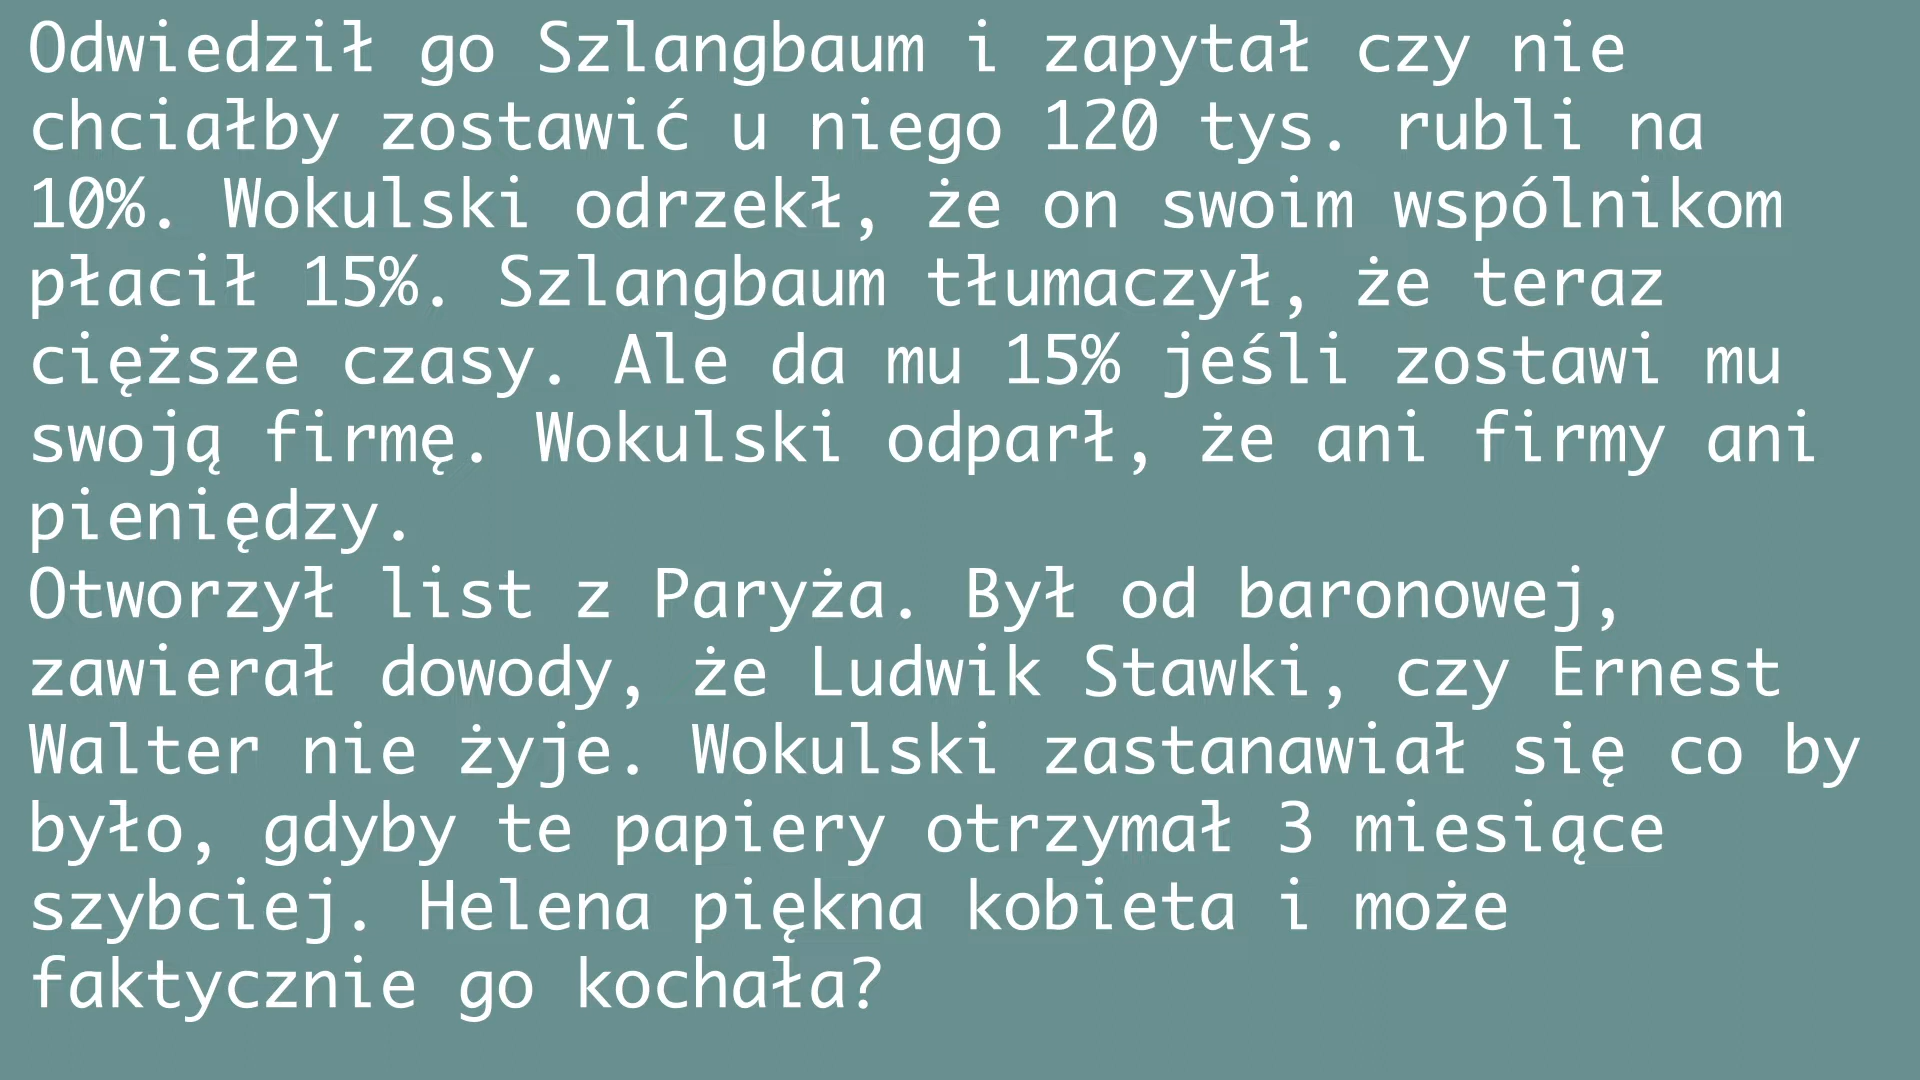 Odwiedził go Szlangbaum i zapytał czy nie
chciałby zostawić u niego 120 tys. rubli na
10%. Wokulski odrzekł, że on swoim wspólnikom
płacił 15%. Szlangbaum tłumaczył, że teraz
cięższe czasy. Ale da mu 15% jeśli zostawi mu
swoją firmę. Wokulski odparł, że ani firmy ani
pieniędzy.
Otworzył list z Paryża. Był od baronowej,
zawierał dowody, że Ludwik Stawki, czy Ernest
Walter nie żyje. Wokulski zastanawiał się co by
było, gdyby te papiery otrzymał 3 miesiące
szybciej. Helena piękna kobieta i może
faktycznie go kochała?